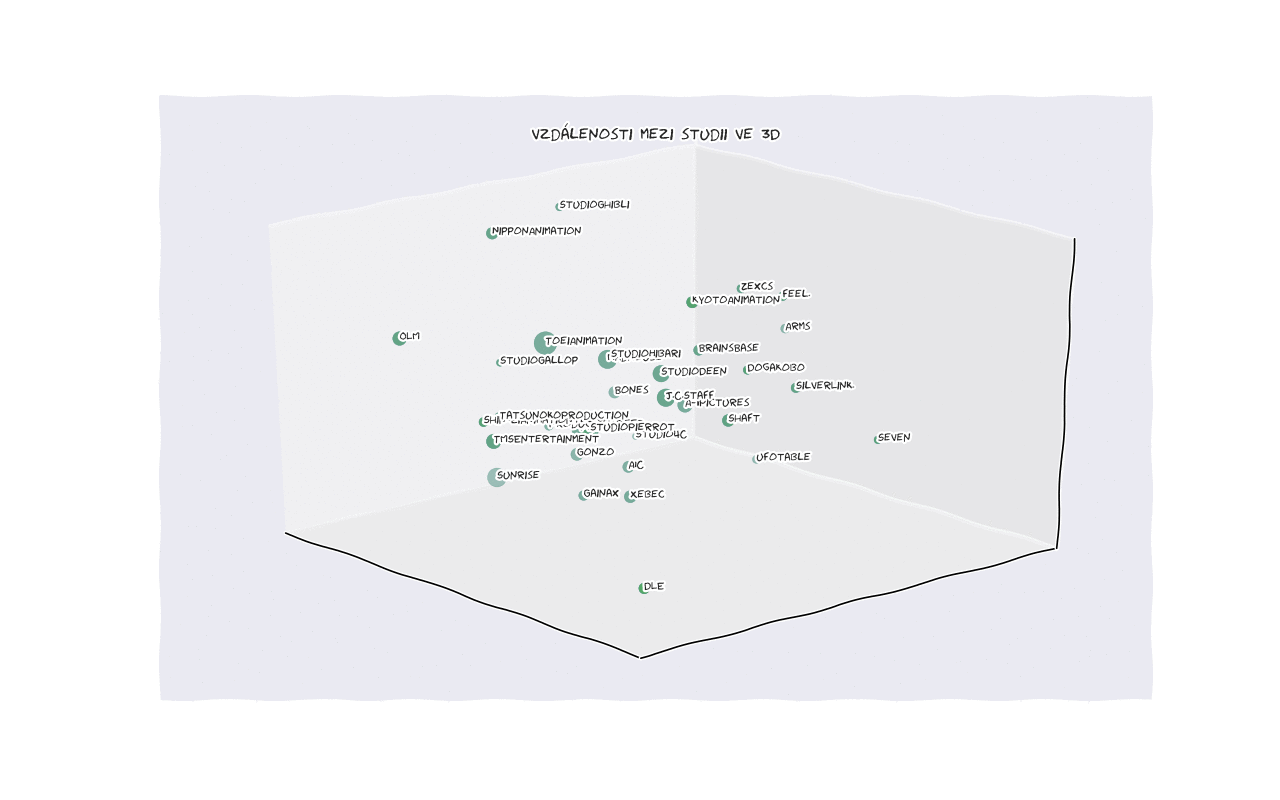 VZDÁLENOSTI MEZI STUDII VE 3D
STUDIOGHIBLI
NIPPONANIMATION
ZEXCS
FEEL.
KYOTOANIMATION
ARMS
OLM
TOEIANIMATION
BRAINSBASE
STUDIOHIBARI
STUDIOGALLOP
DOGAKOBO
STUDIODEEN
SILVERLINK.
BONES
J.C.STAFF
A-1PICTURES
TATSUNOKOPRODUCTION
SHAFT
STUDIOPIERROT
STUDIO4C
TMSENTERTAINMENT
SEVEN
GONZO
UFOTABLE
AIC
SUNRISE
GAINAX
XEBEC
DLE